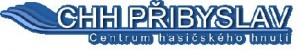 CHH PŘIBYSLAV
Centrum hasičského hnutí